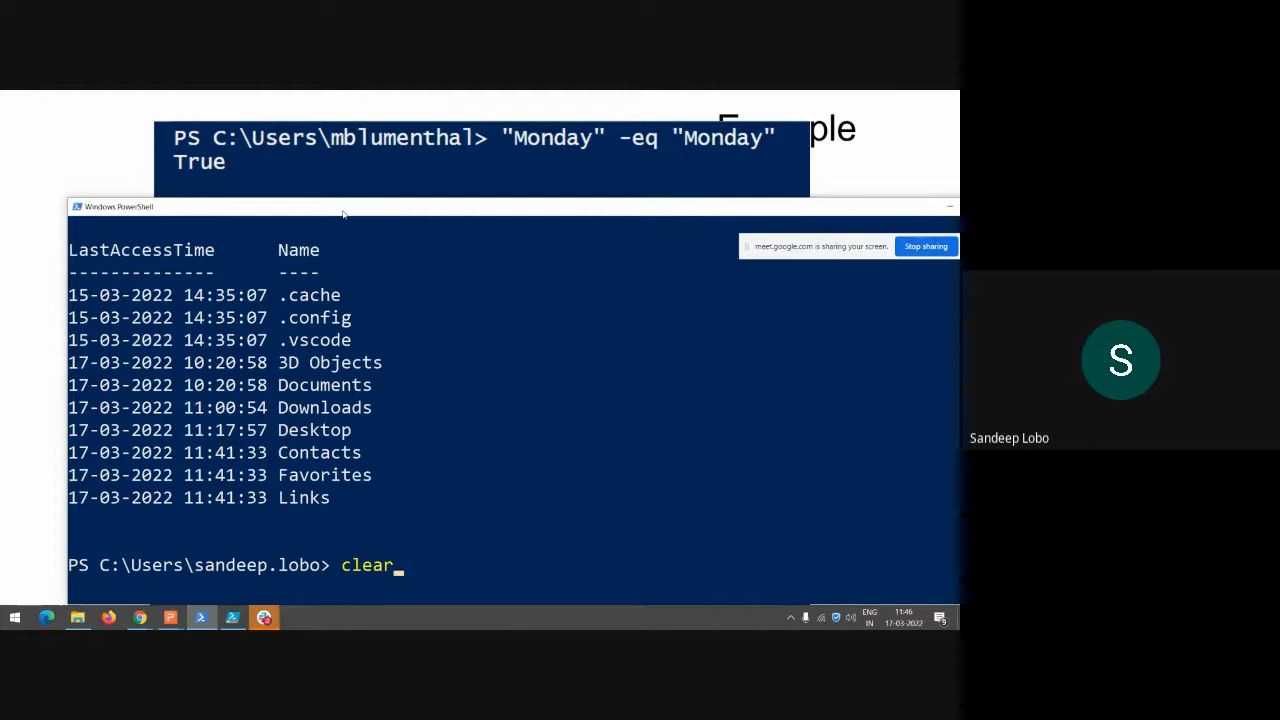 PS C:\Users\mblumenthal> "Monday" -eq "Monday"
True
ple
Windows PowerShell
meet.google.com is sharing your screen.
Stop sharing
LastAccessTime Name
-------------- ----
15-03-2022 14:35:07 .cache
15-03-2022 14:35:07 .config
15-03-2022 14:35:07 .vscode
17-03-2022 10:20:58 3D Objects
17-03-2022 10:20:58 Documents
17-03-2022 11:00:54 Downloads
17-03-2022 11:17:57 Desktop
17-03-2022 11:41:33 Contacts
17-03-2022 11:41:33 Favorites
17-03-2022 11:41:33 Links
PS C:\Users\sandeep.lobo> clear_
S
Sandeep Lobo
ENG
IN
11:46
17-03-2022